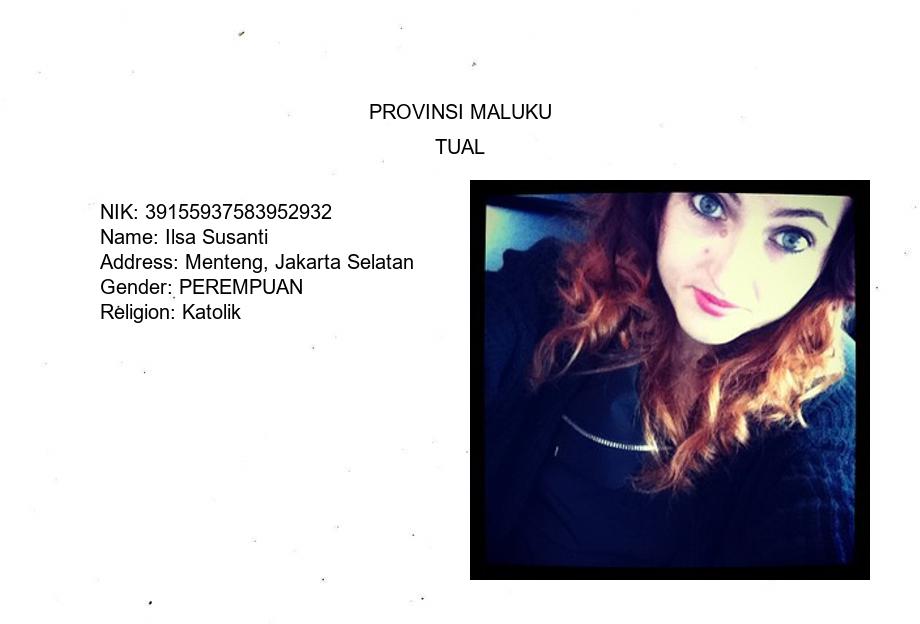 PROVINSI MALUKU
TUAL
NIK: 39155937583952932
Name: Ilsa Susanti
Address: Menteng, Jakarta Selatan
Gender: PEREMPUAN
Religion: Katolik